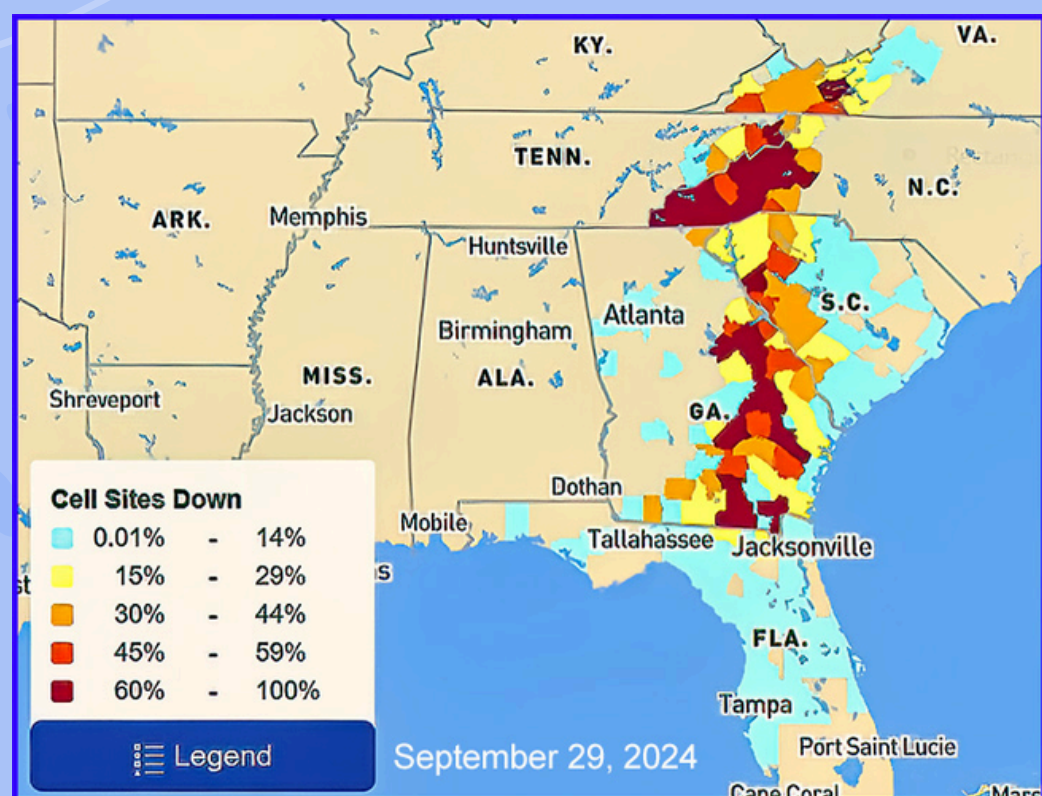 VA.
KY.
TENN.
Rectang
N.C.
ARK.
Memphis
Huntsville
Atlanta
S.C.
Birmingham
MISS.
ALA.
Shreveport
Jackson
GA.
Cell Sites Down
0.01% - 14%
15% - 29%
30% - 44%
45% - 59%
60% - 100%
Legend
Dothan
Mobile
Tallahassee
Jacksonville
FLA.
Tampa
Port Saint Lucie
Cape Coral
September 29, 2024